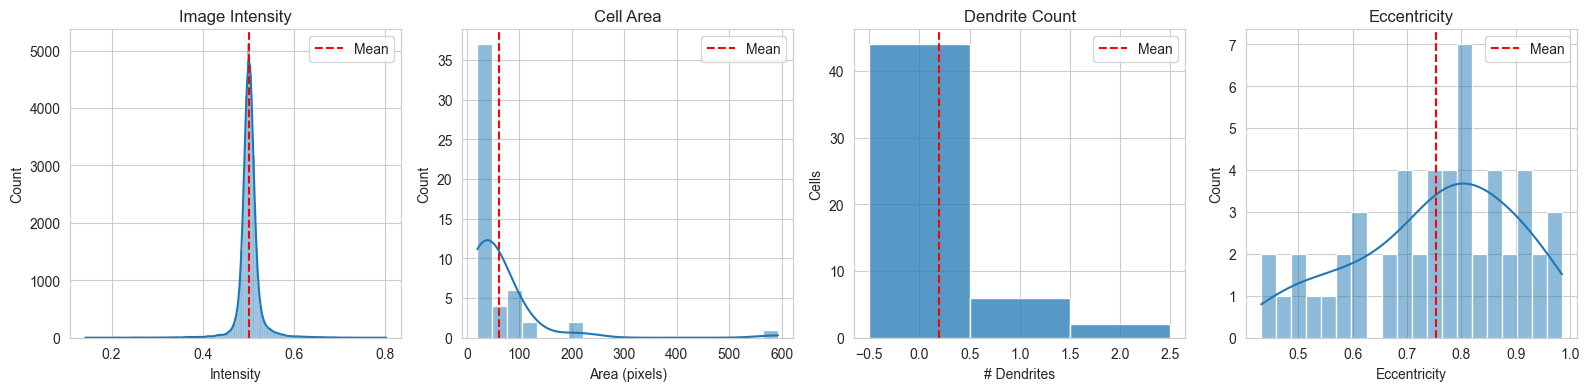 Image Intensity
Mean
5000
4000
3000
2000
1000
0
Count
0.2 0.4 0.6 0.8
Intensity
Cell Area
Mean
35
30
25
20
15
10
5
0
Count
0 100 200 300 400 500 600
Area (pixels)
Dendrite Count
Mean
40
30
20
10
0
Cells
−0.5 0.0 0.5 1.0 1.5 2.0 2.5
# Dendrites
Eccentricity
Mean
7
6
5
4
3
2
1
0
Count
0.5 0.6 0.7 0.8 0.9 1.0
Eccentricity